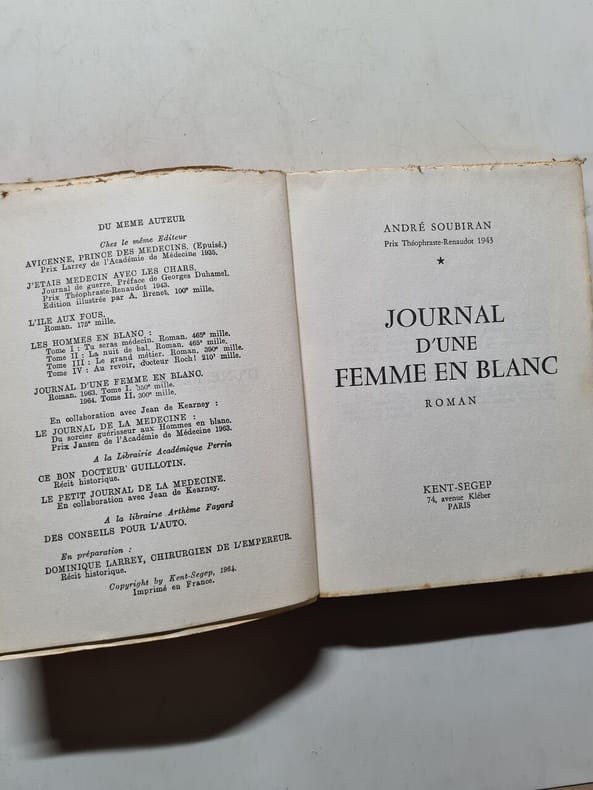 DU MEME AUTEUR
Chez le même Editeur
AVICENNE, PRINCE DES MEDECINS. (Epuisé.)
Prix Larrey de l'Académie de Médecine 1935.
J'ETAIS MEDECIN AVEC LES CHARS.
Journal de guerre. Préface de Georges Duhamel.
Prix Théophraste-Renaudot 1943.
Edition illustrée par A. Brenet. 100e mille.
L'ILE AUX FOUS.
Roman. 175e mille.
LES HOMMES EN BLANC :
Tome I : Tu seras médecin. Roman. 465e mille.
Tome II : La nuit de bal. Roman. 465e mille.
Tome III : Le grand métier. Roman. 390e mille.
Tome IV : Au revoir, docteur Roch! 210e mille.
JOURNAL D'UNE FEMME EN BLANC.
Roman. 1963. Tome I. 350e mille.
1964. Tome II. 300e mille.
En collaboration avec Jean de Kearney :
LE JOURNAL DE LA MEDECINE :
Du sorcier guérisseur aux Hommes en blanc.
Prix Jansen de l'Académie de Médecine 1963.
A la Librairie Académique Perrin
CE BON DOCTEUR GUILLOTIN.
Récit historique.
LE PETIT JOURNAL DE LA MEDECINE.
En collaboration avec Jean de Kearney.
A la librairie Arthème Fayard
DES CONSEILS POUR L'AUTO.
En préparation :
DOMINIQUE LARREY, CHIRURGIEN DE L'EMPEREUR.
Récit historique.
Copyright by Kent-Segep, 1964.
Imprimé en France.
ANDRÉ SOUBIRAN
Prix Théophraste-Renaudot 1943
★
JOURNAL
D'UNE
FEMME EN BLANC
ROMAN
KENT-SEGEP
74, avenue Kléber
PARIS